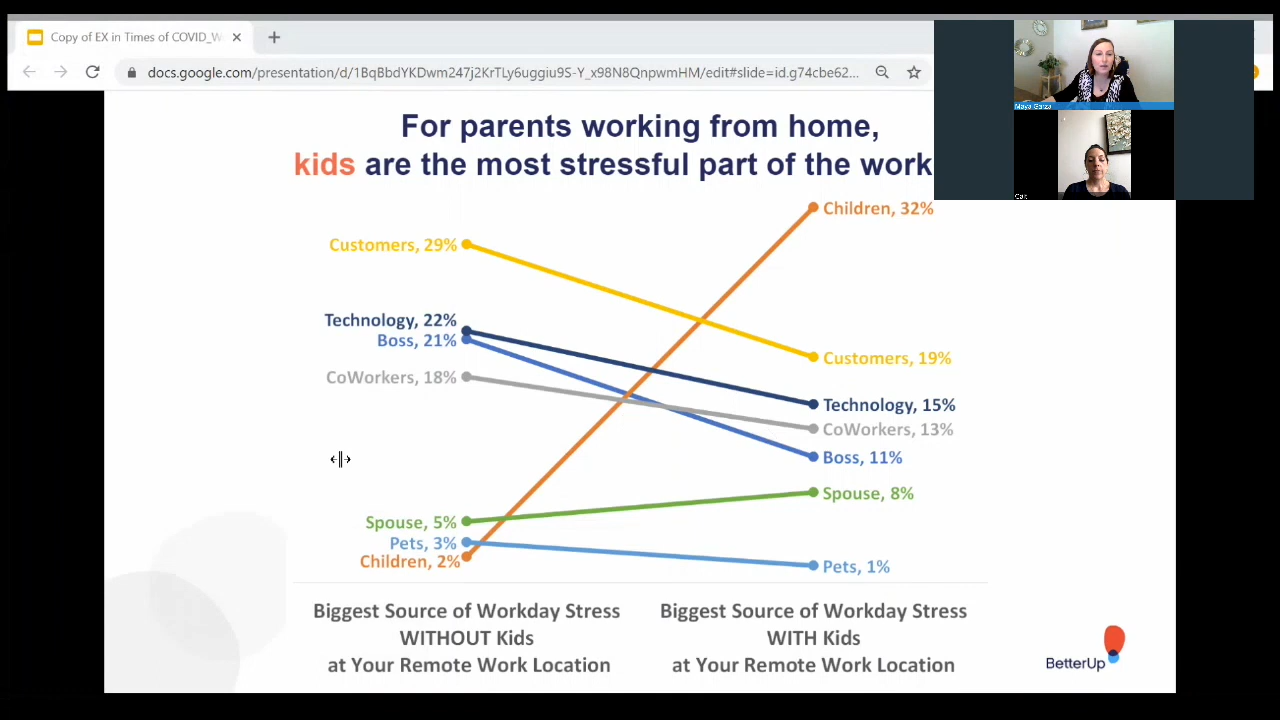 Copy of EX in Times of COVID_W
docs.google.com/presentation/d/1BqBbBYKDwm247j2KrTLy6uggiu9S-Y_x98N8QnpwmHM/edit#slide=id.g74cbe62...
Maya Garza
Cait
For parents working from home,
kids are the most stressful part of the work
Children, 32%
Customers, 29%
Technology, 22%
Boss, 21%
Customers, 19%
CoWorkers, 18%
Technology, 15%
CoWorkers, 13%
Boss, 11%
Spouse, 8%
Spouse, 5%
Pets, 3%
Children, 2%
Pets, 1%
Biggest Source of Workday Stress
WITHOUT Kids
at Your Remote Work Location
Biggest Source of Workday Stress
WITH Kids
at Your Remote Work Location
BetterUp